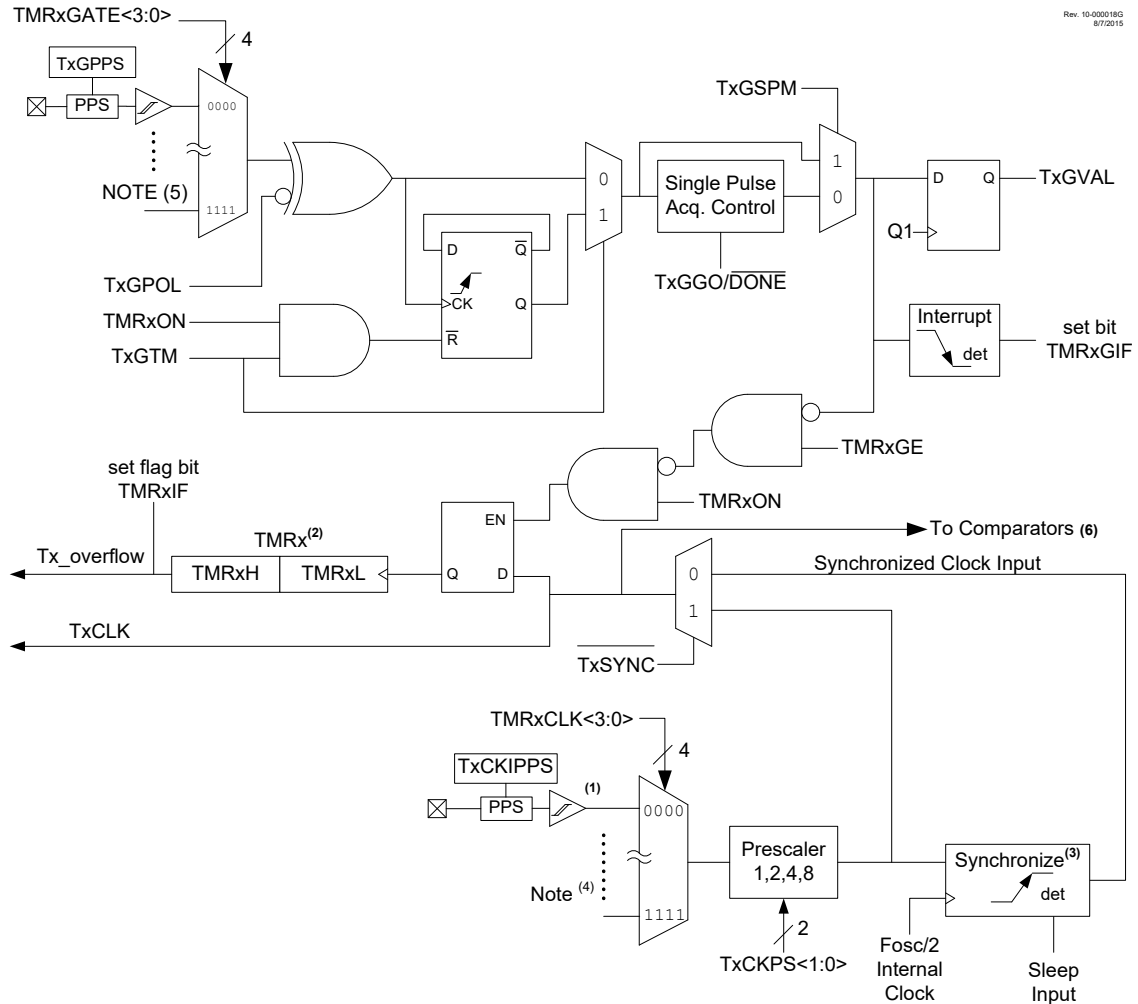 Rev. 10-000018G
8/7/2015
TMRxGATE<3:0>
4
TxGPPS
PPS
0000
NOTE (5)
1111
TxGPOL
TMRxON
TxGTM
D
Q
CK
Q
R
0
1
Single Pulse
Acq. Control
TxGGO/DONE
TxGSPM
1
0
D
Q
Q1
TxGVAL
Interrupt
det
set bit
TMRxGIF
TMRxGE
TMRxON
set flag bit
TMRxIF
Tx_overflow
TMRx(2)
TMRxH
TMRxL
EN
Q
D
TxCLK
To Comparators (6)
0
1
Synchronized Clock Input
TxSYNC
TMRxCLK<3:0>
4
TxCKIPPS
PPS
(1)
0000
Note (4)
1111
Prescaler
1,2,4,8
2
TxCKPS<1:0>
Synchronize(3)
det
Fosc/2
Internal
Clock
Sleep
Input